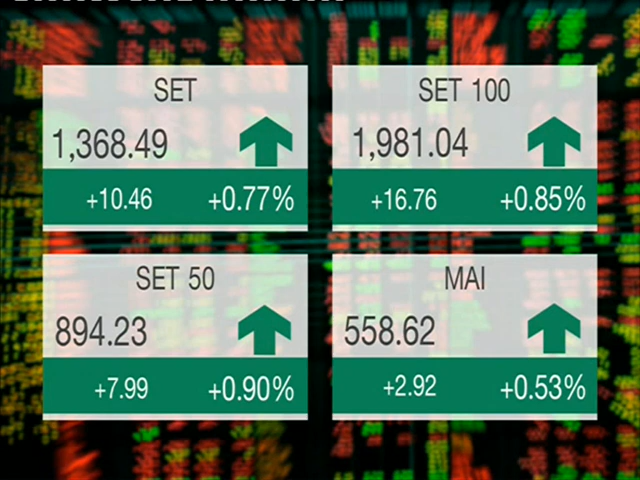 SET
1,368.49
+10.46 +0.77%
SET 100
1,981.04
+16.76 +0.85%
SET 50
894.23
+7.99 +0.90%
MAI
558.62
+2.92 +0.53%